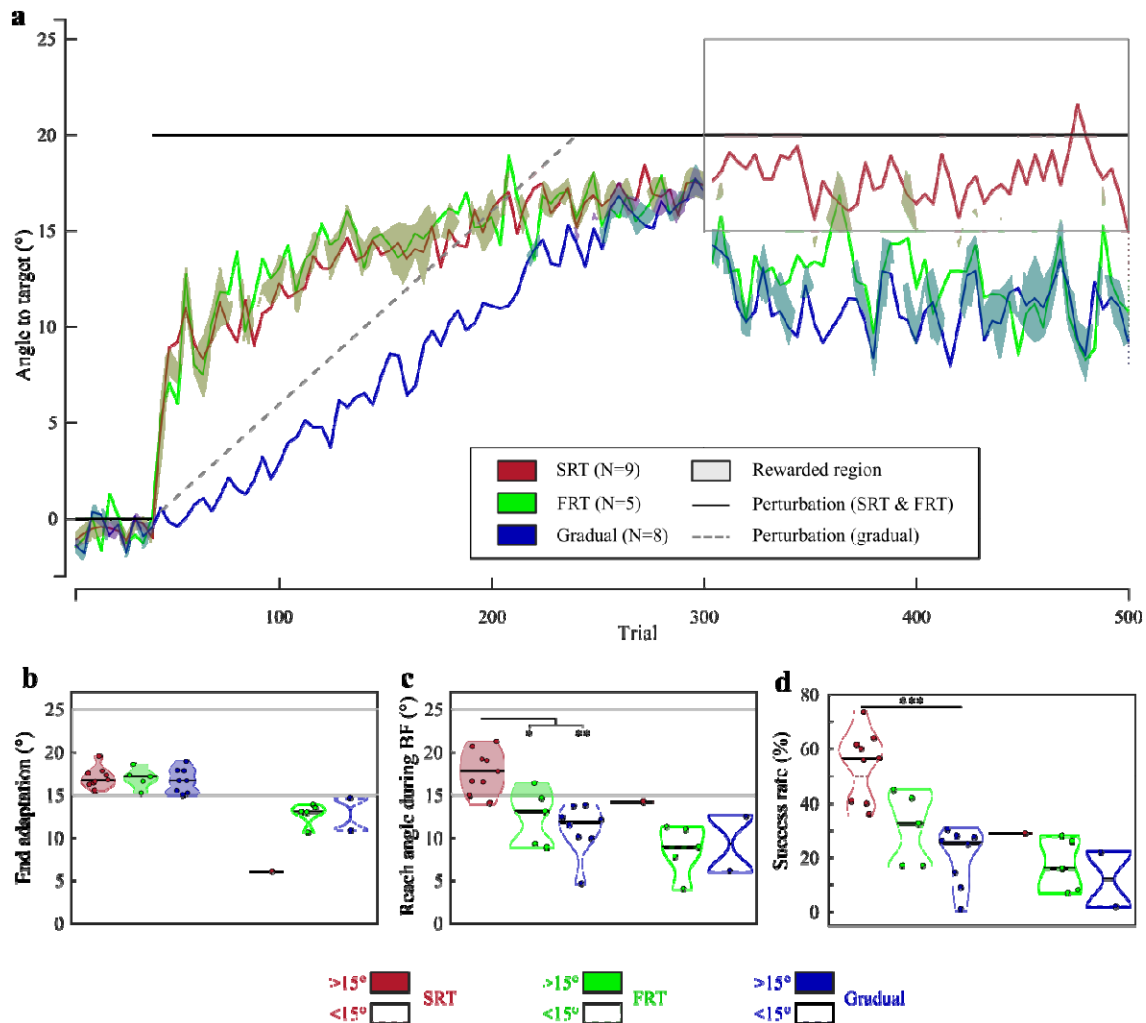 a
25
20
15
10
5
0
Angle to target (°)
SRT (N=9)
FRT (N=5)
Gradual (N=8)
Rewarded region
Perturbation (SRT & FRT)
Perturbation (gradual)
100
200
300
400
500
Trial
b
25
20
15
10
5
0
End adaptation (°)
c
25
20
15
10
5
0
Reach angle during BF (°)
*
**
d
80
60
40
20
0
Success rate (%)
***
>15°
<15°
SRT
>15°
<15°
FRT
>15°
<15°
Gradual